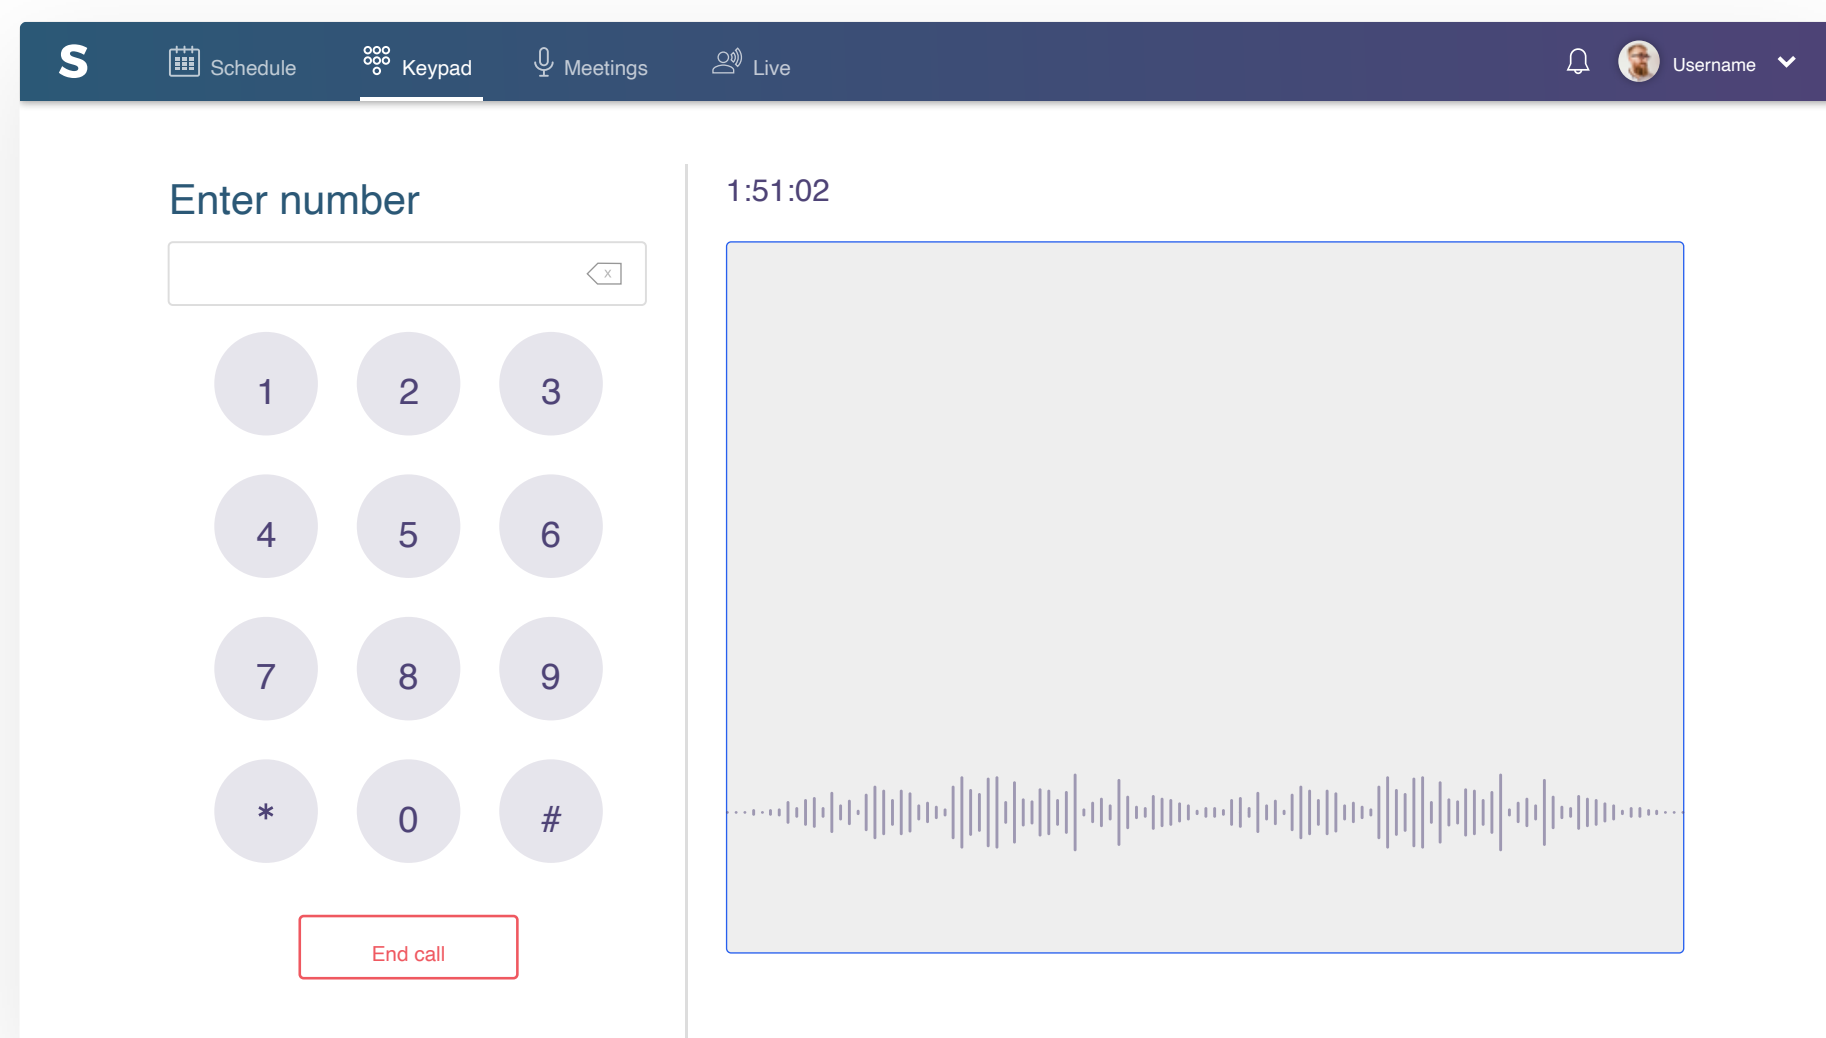 S
Schedule
Keypad
Meetings
Live
Username
Enter number
x
1 2 3
4 5 6
7 8 9
* 0 #
End call
1:51:02